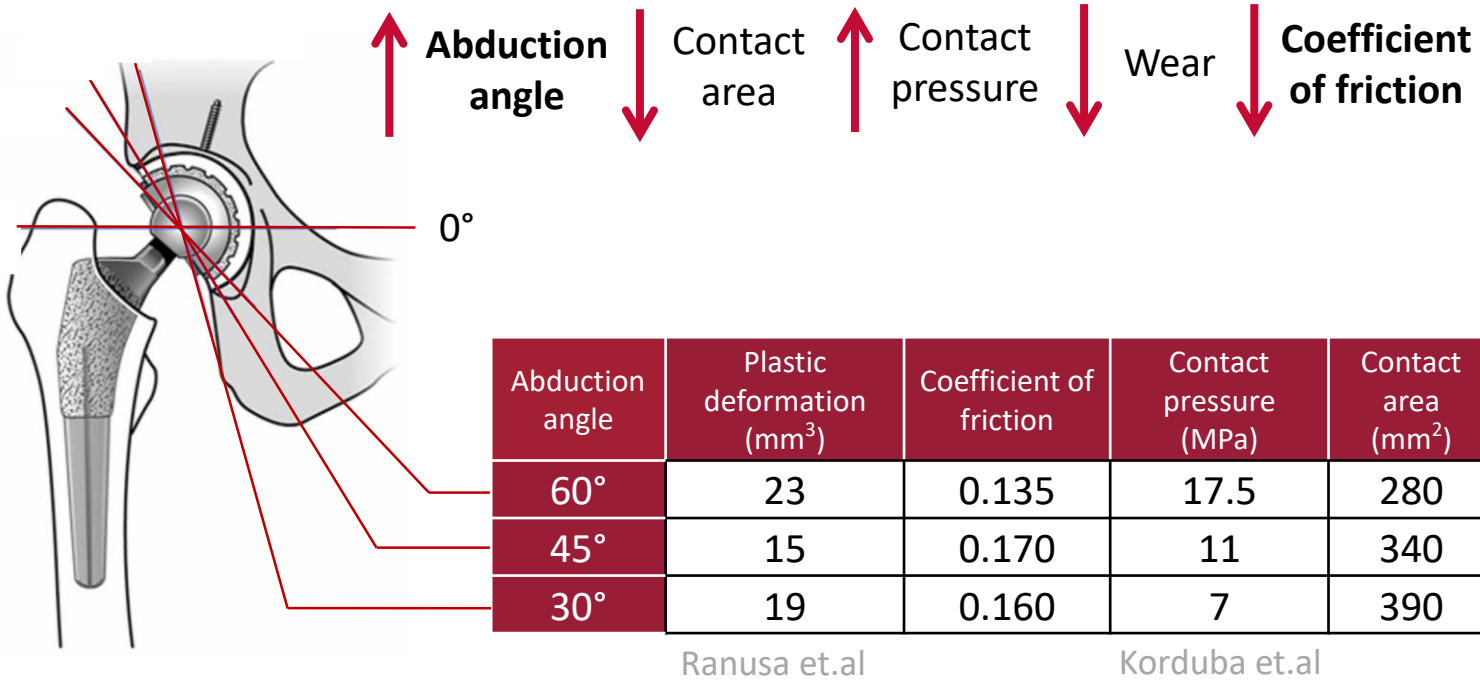 Abduction
angle
Contact
area
Contact
pressure
Wear
Coefficient
of friction
0°
Abduction
angle
Plastic
deformation
(mm³)
Coefficient of
friction
Contact
pressure
(MPa)
Contact
area
(mm²)
60° 23 0.135 17.5 280
45° 15 0.170 11 340
30° 19 0.160 7 390
Ranusa et.al Korduba et.al